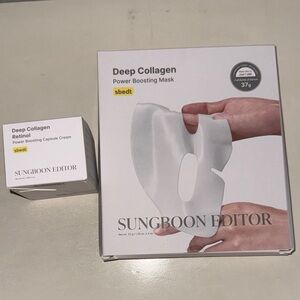 Deep Collagen
Power Boosting Mask
sbedt
37g
SUNGBOON EDITOR
Deep Collagen
Retinol
Power Boosting Capsule Cream
sbedt
SUNGBOON EDITOR